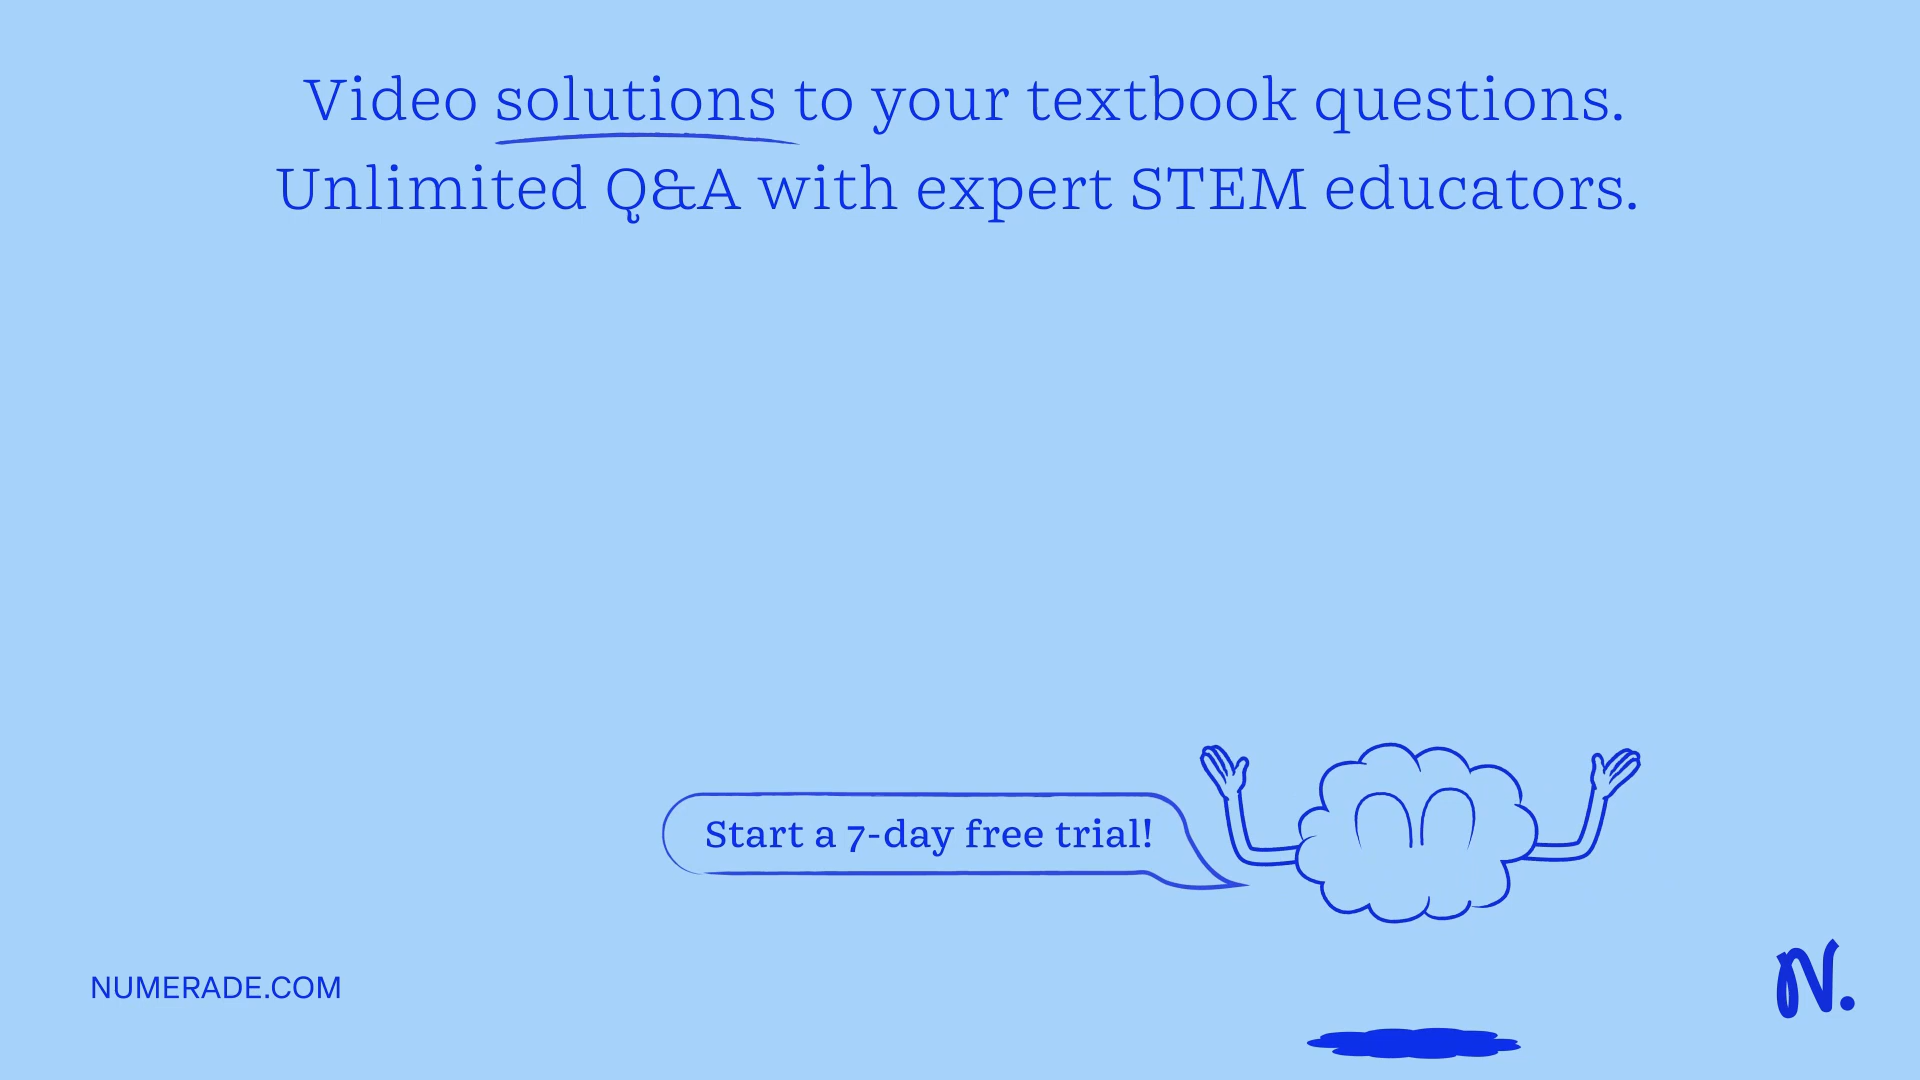 Video solutions to your textbook questions.
Unlimited Q&A with expert STEM educators.
Start a 7-day free trial!
NUMERADE.COM
N.